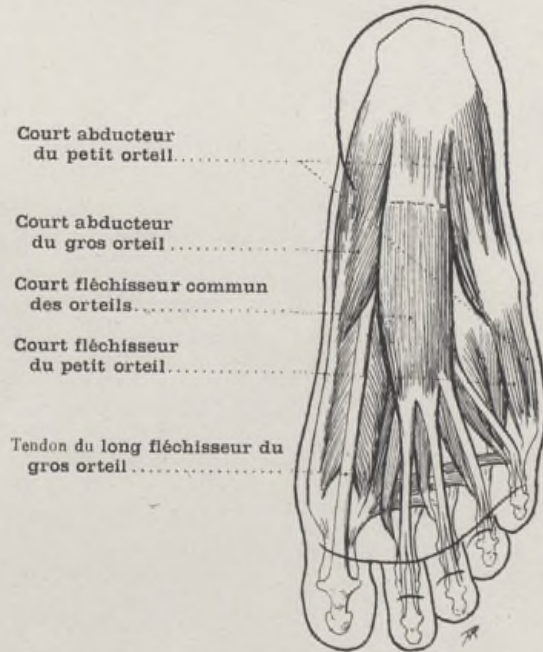 Court abducteur
du petit orteil
Court abducteur
du gros orteil
Court fléchisseur commun
des orteils
Court fléchisseur
du petit orteil
Tendon du long fléchisseur du
gros orteil